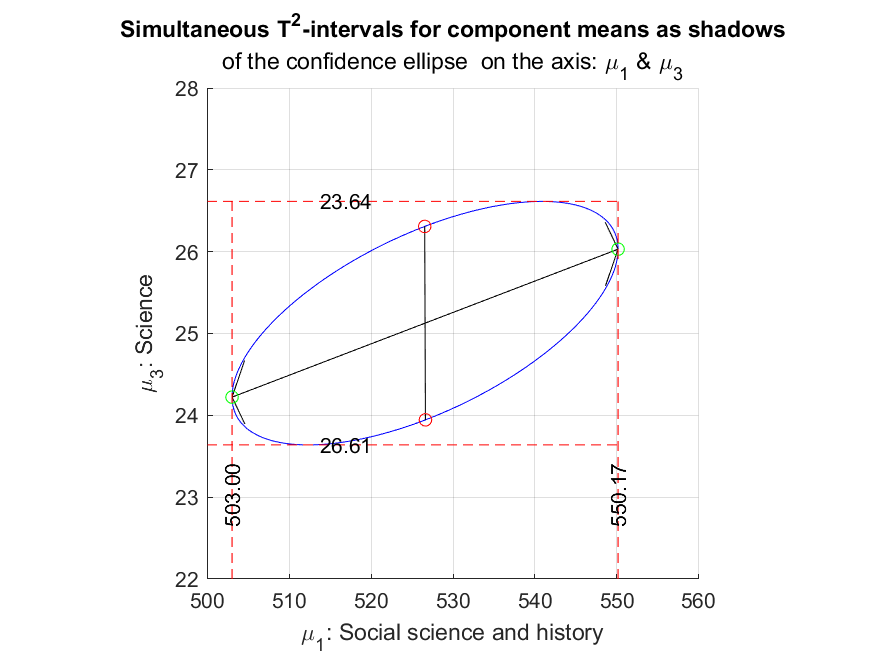 Simultaneous T²-intervals for component means as shadows
of the confidence ellipse on the axis: μ₁ & μ₃
28
27
26
25
24
23
22
23.64
26.61
503.00
550.17
500 510 520 530 540 550 560
μ₃: Science
μ₁: Social science and history